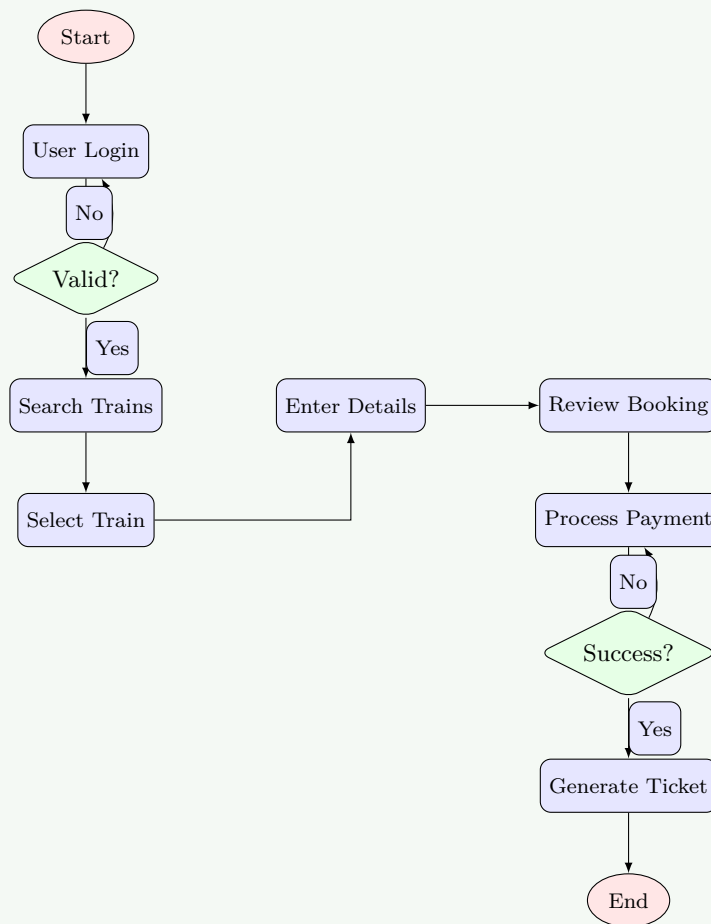 Start
User Login
No
Valid?
Yes
Search Trains
Select Train
Enter Details
Review Booking
Process Payment
No
Success?
Yes
Generate Ticket
End